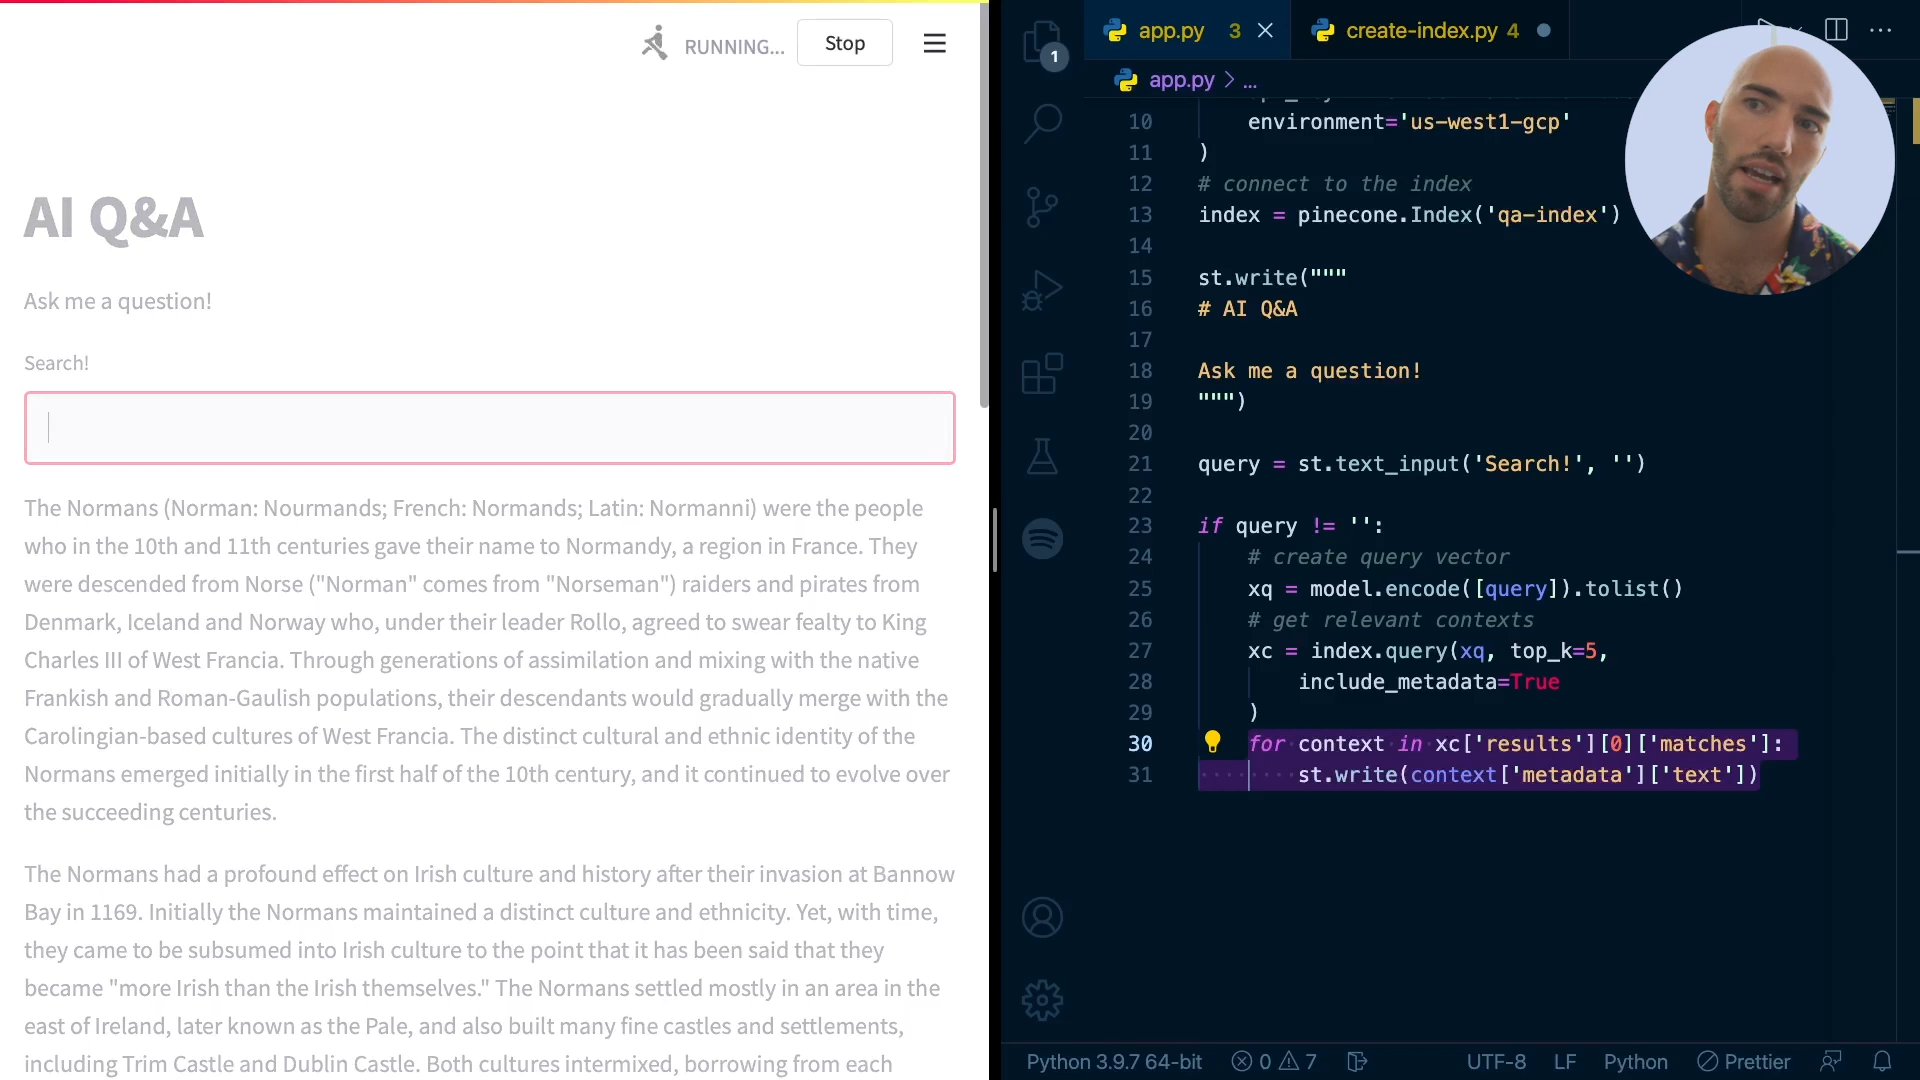 RUNNING...
Stop
AI Q&A
Ask me a question!
Search!
The Normans (Norman: Nourmands; French: Normands; Latin: Normanni) were the people
who in the 10th and 11th centuries gave their name to Normandy, a region in France. They
were descended from Norse ("Norman" comes from "Norseman") raiders and pirates from
Denmark, Iceland and Norway who, under their leader Rollo, agreed to swear fealty to King
Charles III of West Francia. Through generations of assimilation and mixing with the native
Frankish and Roman-Gaulish populations, their descendants would gradually merge with the
Carolingian-based cultures of West Francia. The distinct cultural and ethnic identity of the
Normans emerged initially in the first half of the 10th century, and it continued to evolve over
the succeeding centuries.
The Normans had a profound effect on Irish culture and history after their invasion at Bannow
Bay in 1169. Initially the Normans maintained a distinct culture and ethnicity. Yet, with time,
they came to be subsumed into Irish culture to the point that it has been said that they
became "more Irish than the Irish themselves." The Normans settled mostly in an area in the
east of Ireland, later known as the Pale, and also built many fine castles and settlements,
including Trim Castle and Dublin Castle. Both cultures intermixed, borrowing from each
1
app.py 3
create-index.py 4
app.py > ...
10 environment='us-west1-gcp'
11 )
12 # connect to the index
13 index = pinecone.Index('qa-index')
14
15 st.write("""
16 # AI Q&A
17
18 Ask me a question!
19 """)
20
21 query = st.text_input('Search!', '')
22
23 if query != '':
24 # create query vector
25 xq = model.encode([query]).tolist()
26 # get relevant contexts
27 xc = index.query(xq, top_k=5,
28 include_metadata=True
29 )
30 for context in xc['results'][0]['matches']:
31 st.write(context['metadata']['text'])
Python 3.9.7 64-bit 0 7 UTF-8 LF Python Prettier